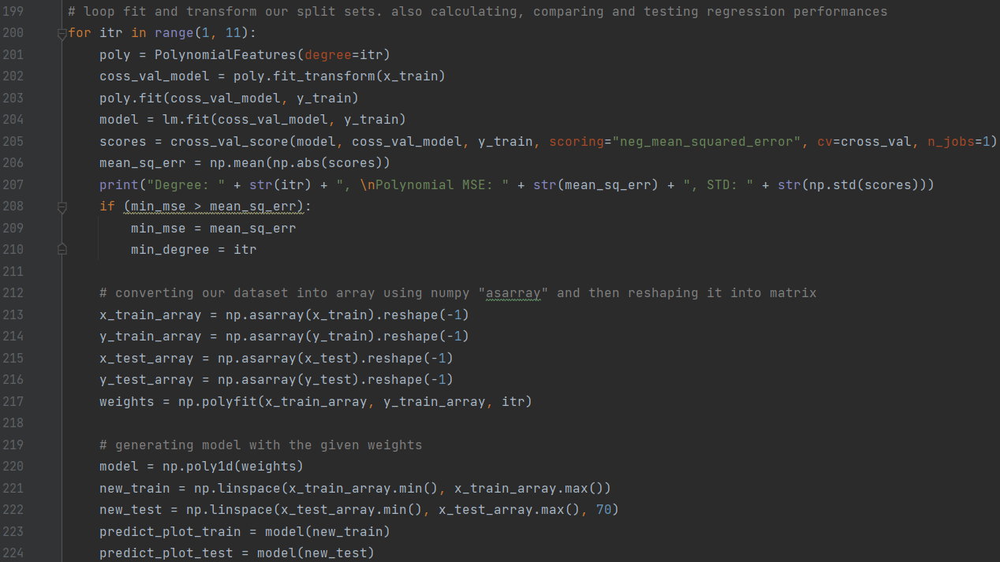 199 # loop fit and transform our split sets. also calculating, comparing and testing regression performances
200 for itr in range(1, 11):
201     poly = PolynomialFeatures(degree=itr)
202     coss_val_model = poly.fit_transform(x_train)
203     poly.fit(coss_val_model, y_train)
204     model = lm.fit(coss_val_model, y_train)
205     scores = cross_val_score(model, coss_val_model, y_train, scoring="neg_mean_squared_error", cv=cross_val, n_jobs=1)
206     mean_sq_err = np.mean(np.abs(scores))
207     print("Degree: " + str(itr) + ", \nPolynomial MSE: " + str(mean_sq_err) + ", STD: " + str(np.std(scores)))
208     if (min_mse > mean_sq_err):
209         min_mse = mean_sq_err
210         min_degree = itr
211
212     # converting our dataset into array using numpy "asarray" and then reshaping it into matrix
213     x_train_array = np.asarray(x_train).reshape(-1)
214     y_train_array = np.asarray(y_train).reshape(-1)
215     x_test_array = np.asarray(x_test).reshape(-1)
216     y_test_array = np.asarray(y_test).reshape(-1)
217     weights = np.polyfit(x_train_array, y_train_array, itr)
218
219     # generating model with the given weights
220     model = np.poly1d(weights)
221     new_train = np.linspace(x_train_array.min(), x_train_array.max())
222     new_test = np.linspace(x_test_array.min(), x_test_array.max(), 70)
223     predict_plot_train = model(new_train)
224     predict_plot_test = model(new_test)